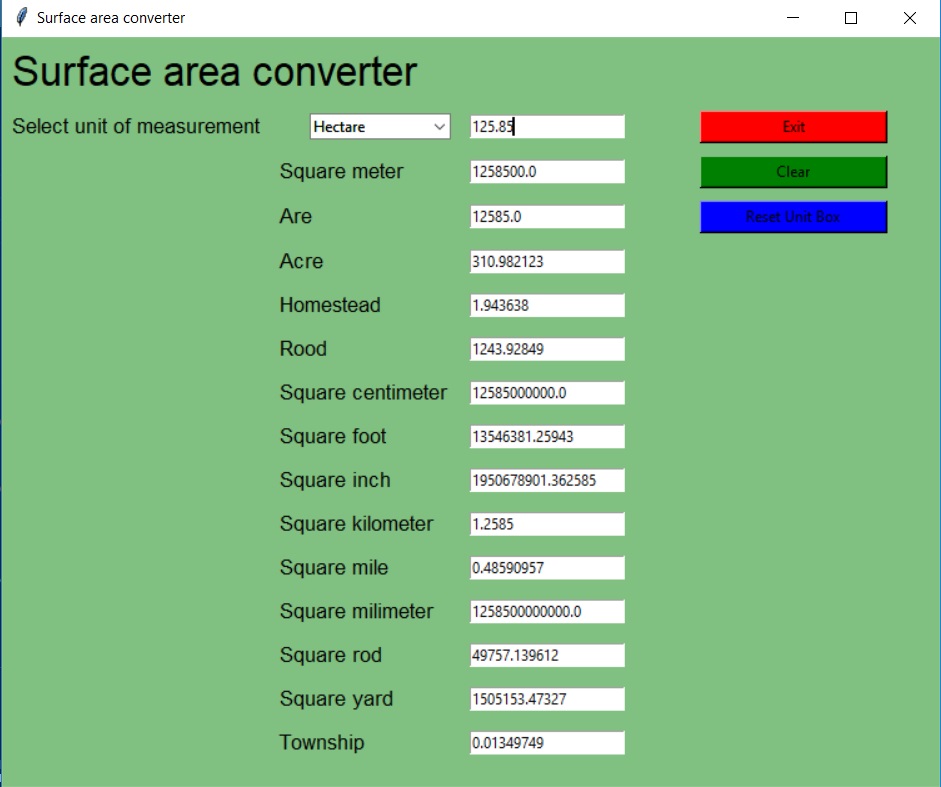 Surface area converter
Surface area converter
Select unit of measurement Hectare 125.85 Exit
Square meter 1258500.0 Clear
Are 12585.0 Reset Unit Box
Acre 310.982123
Homestead 1.943638
Rood 1243.92849
Square centimeter 12585000000.0
Square foot 13546381.25943
Square inch 1950678901.362585
Square kilometer 1.2585
Square mile 0.48590957
Square milimeter 1258500000000.0
Square rod 49757.139612
Square yard 1505153.47327
Township 0.01349749